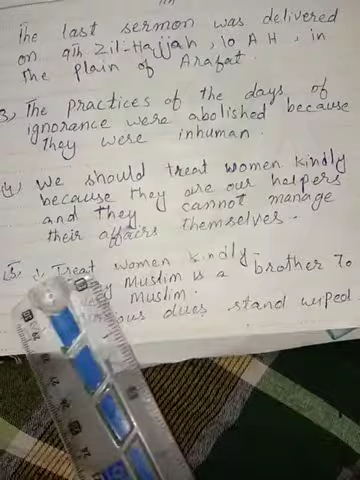 The last sermon was delivered
on 9th Zil-Hajjah, 10 A H, in
the plain of Arafat.
3, The practices of the days of
ignorance were abolished because
they were inhuman.
4, We should treat women kindly
because they are our helpers
and they cannot manage
their affairs themselves.
5. Treat women kindly
Muslim is a brother to
Muslim.
dues stand wiped